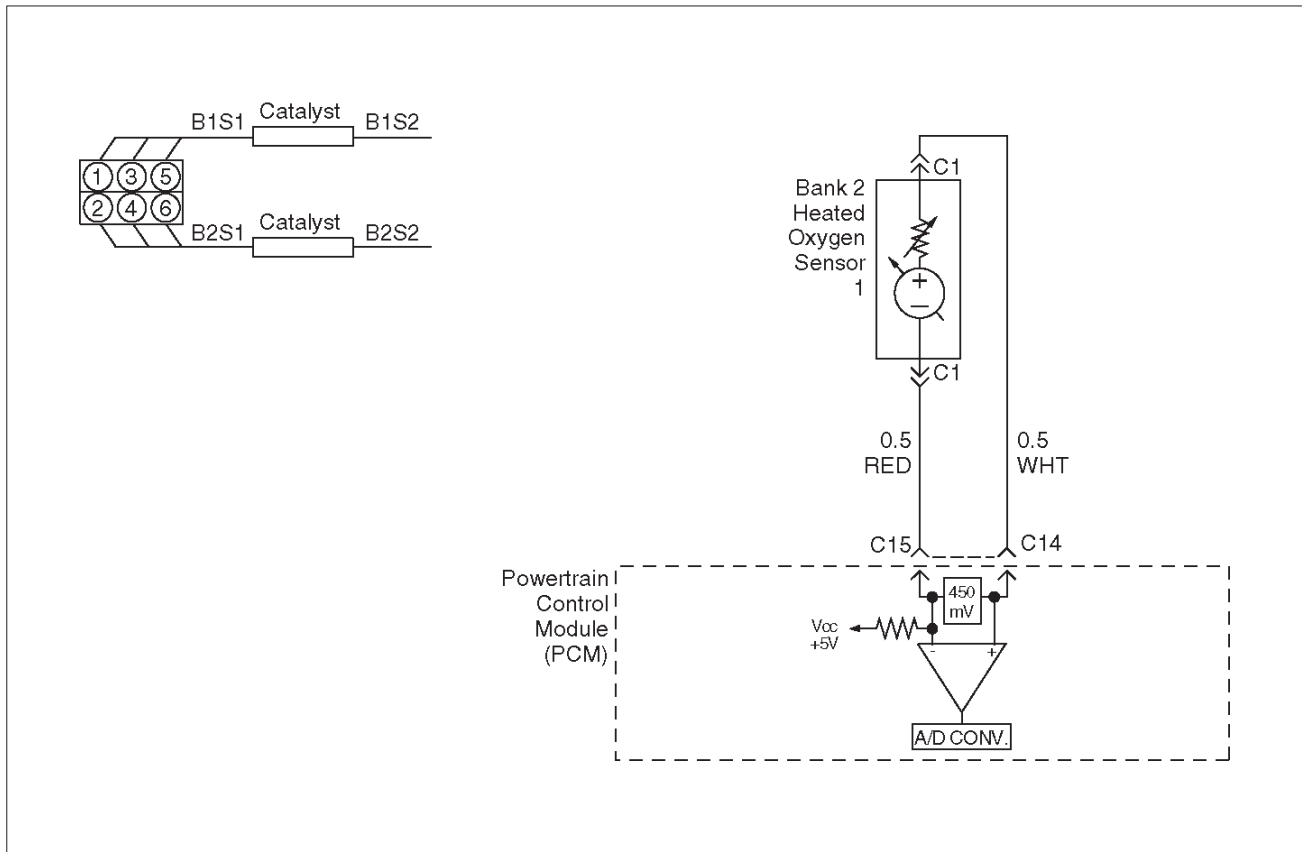 B1S1
Catalyst
B1S2
1 3 5
2 4 6
B2S1
Catalyst
B2S2
C1
Bank 2
Heated
Oxygen
Sensor
1
+
–
C1
0.5
RED
0.5
WHT
C15
C14
Powertrain
Control
Module
(PCM)
450
mV
Vcc
+5V
- +
A/D CONV.